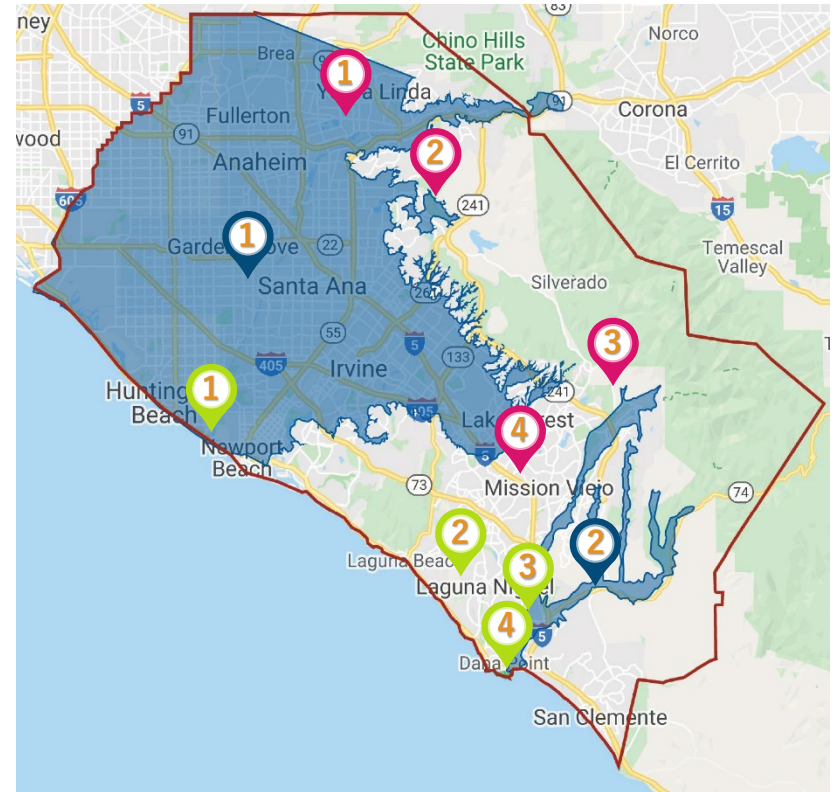 ney
83
Norco
Chino Hills
State Park
Brea
1
Linda
5
91
Corona
Fullerton
wood
91
Anaheim
2
El Cerrito
605
241
15
1
Garden Grove
22
Temescal
Valley
Santa Ana
261
Silverado
55
133
5
3
405
Irvine
1
241
Hunting
Beach
405
Lake Forest
4
Newport
Beach
5
73
Mission Viejo
74
2
2
Laguna Beach
3
Laguna Niguel
4
5
Dana Point
San Clemente